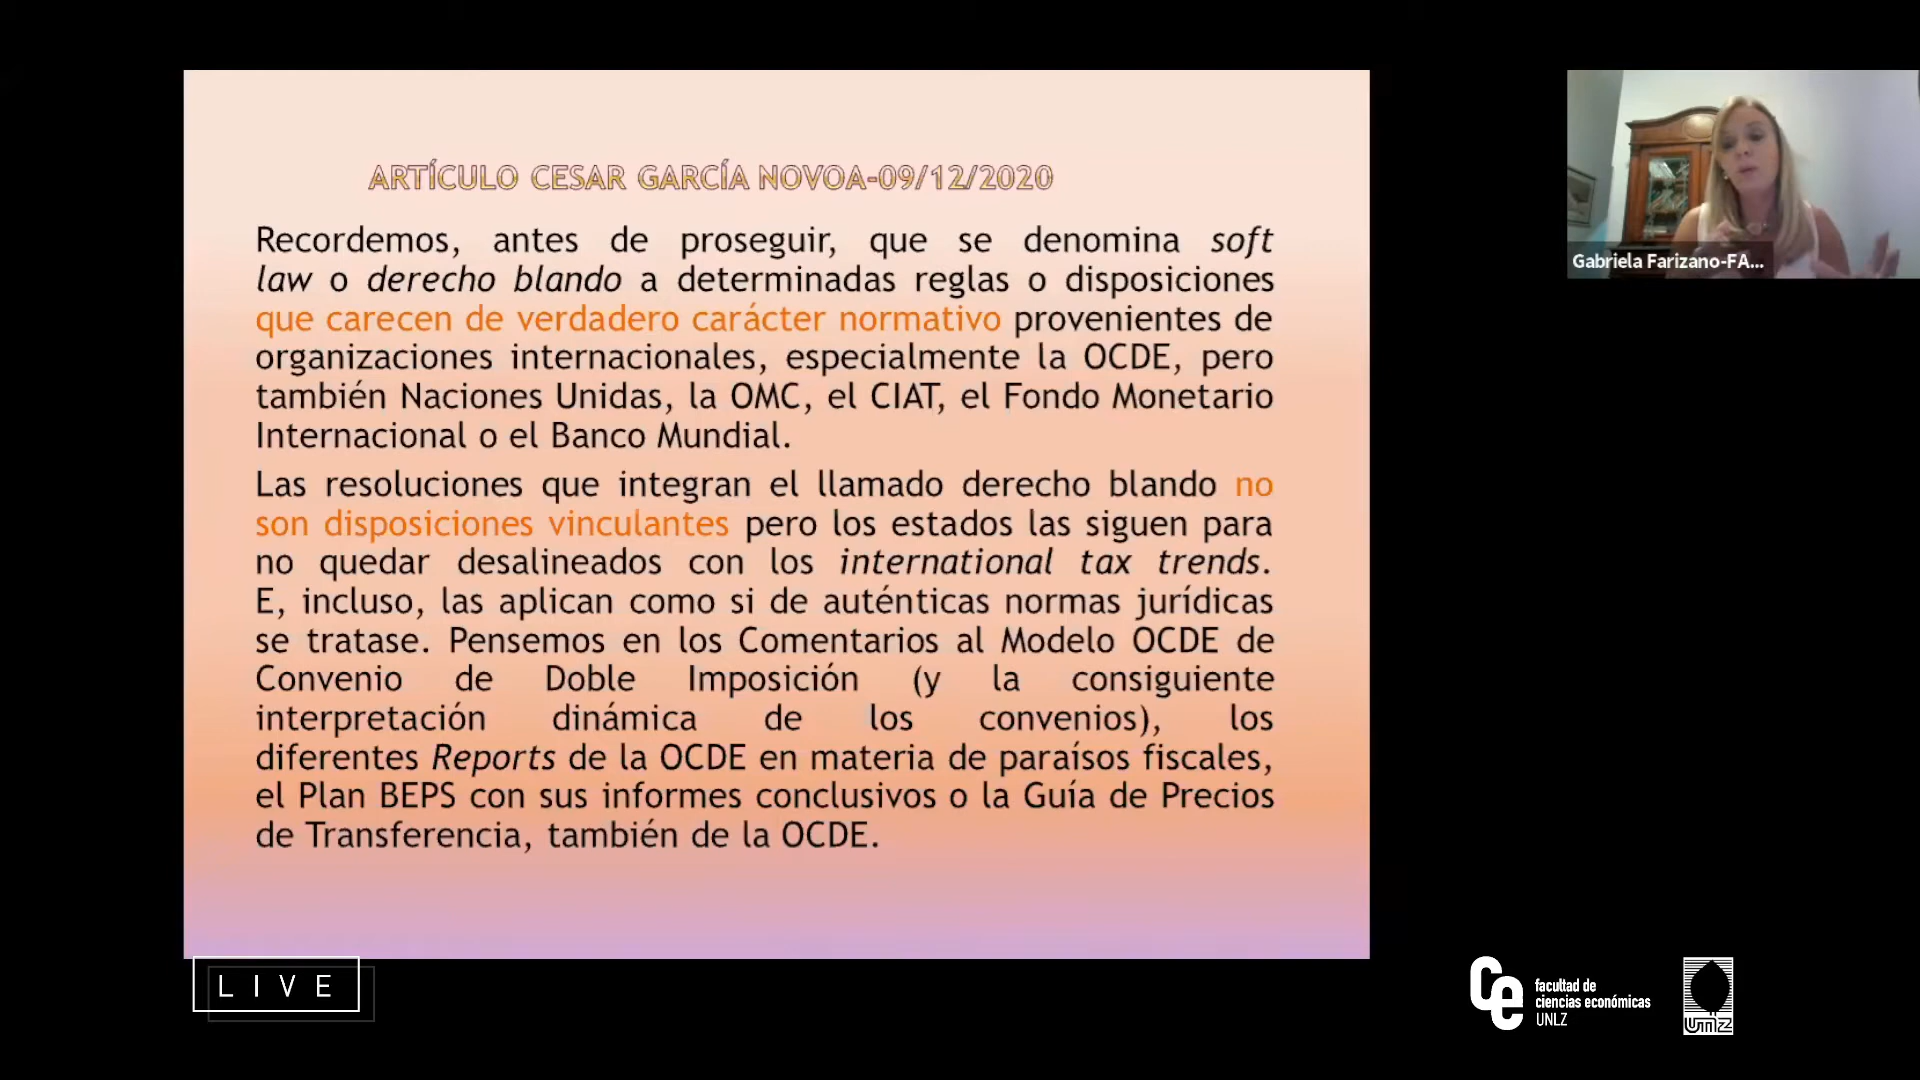 ARTÍCULO CESAR GARCÍA NOVOA-09/12/2020
Recordemos, antes de proseguir, que se denomina soft
law o derecho blando a determinadas reglas o disposiciones
que carecen de verdadero carácter normativo provenientes de
organizaciones internacionales, especialmente la OCDE, pero
también Naciones Unidas, la OMC, el CIAT, el Fondo Monetario
Internacional o el Banco Mundial.
Las resoluciones que integran el llamado derecho blando no
son disposiciones vinculantes pero los estados las siguen para
no quedar desalineados con los international tax trends.
E, incluso, las aplican como si de auténticas normas jurídicas
se tratase. Pensemos en los Comentarios al Modelo OCDE de
Convenio de Doble Imposición (y la consiguiente
interpretación dinámica de los convenios), los
diferentes Reports de la OCDE en materia de paraísos fiscales,
el Plan BEPS con sus informes conclusivos o la Guía de Precios
de Transferencia, también de la OCDE.
Gabriela Farizano-FA...
LIVE
Ce
facultad de
ciencias económicas
UNLZ
UNLZ